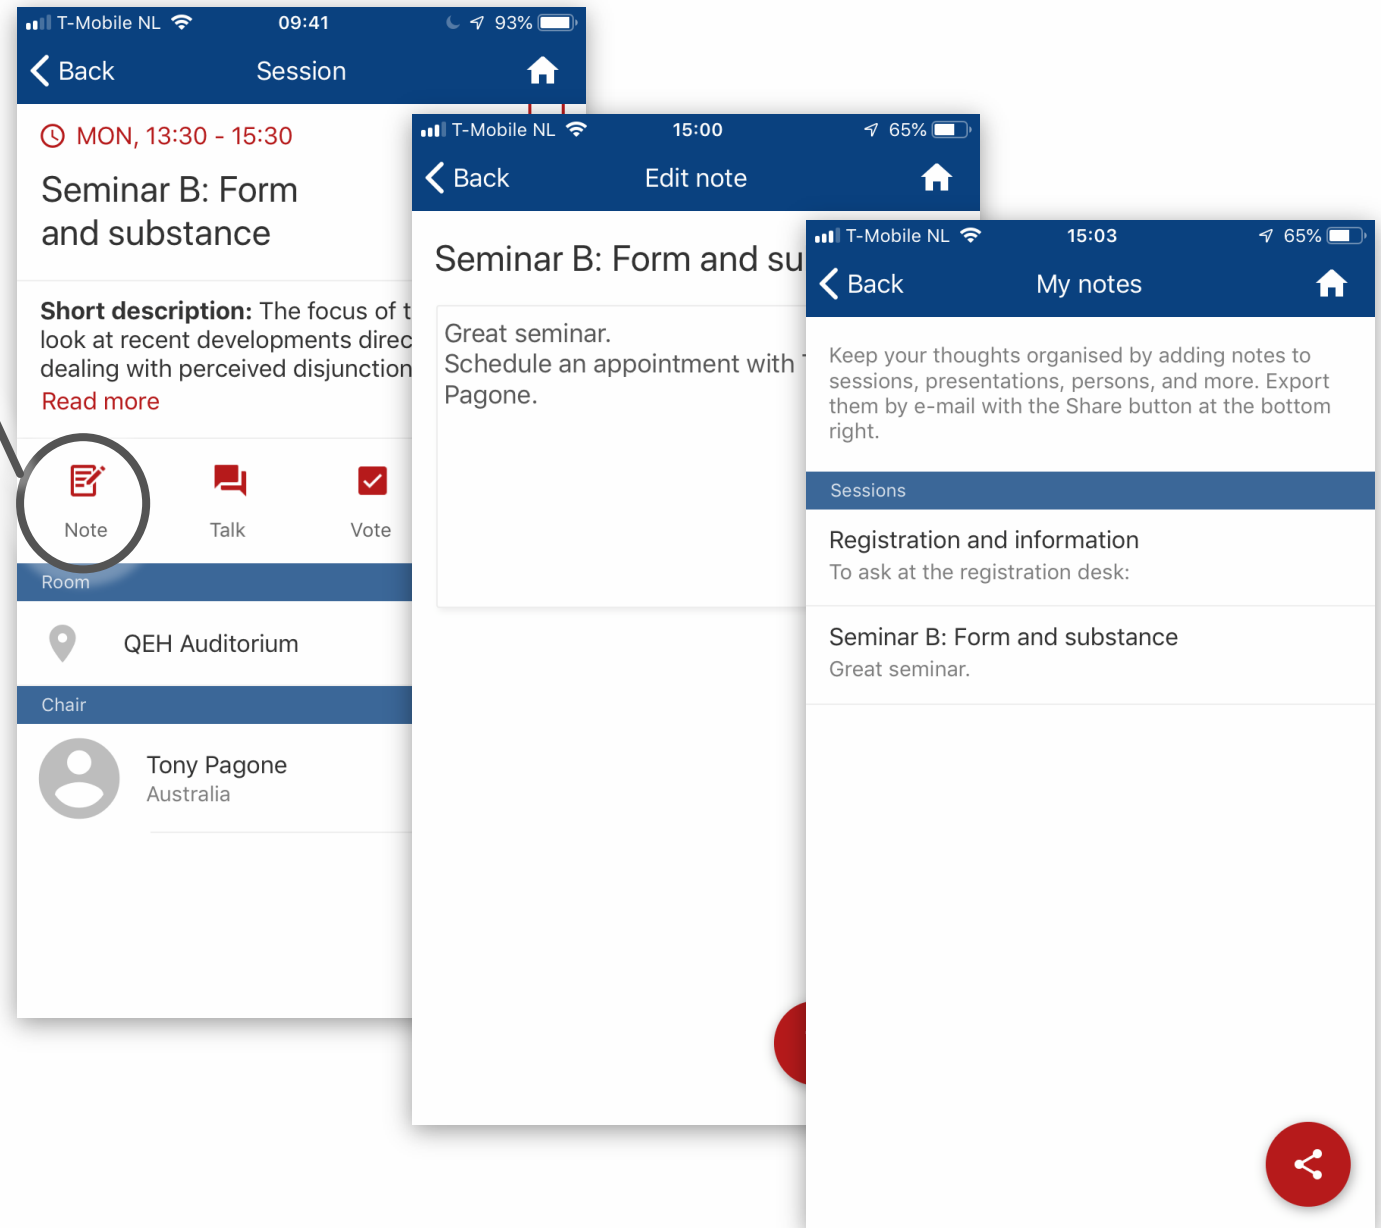 T-Mobile NL 09:41 93%
Back Session
MON, 13:30 - 15:30
Seminar B: Form
and substance
Short description: The focus of
look at recent developments
dealing with perceived
Read more
Note Talk Vote
Room
QEH Auditorium
Chair
Tony Pagone
Australia
T-Mobile NL 15:00 65%
Back Edit note
Seminar B: Form and
Great seminar.
Schedule an appointment with
Pagone.
T-Mobile NL 15:03 65%
Back My notes
Keep your thoughts organised by adding notes to
sessions, presentations, persons, and more. Export
them by e-mail with the Share button at the bottom
right.
Sessions
Registration and information
To ask at the registration desk:
Seminar B: Form and substance
Great seminar.